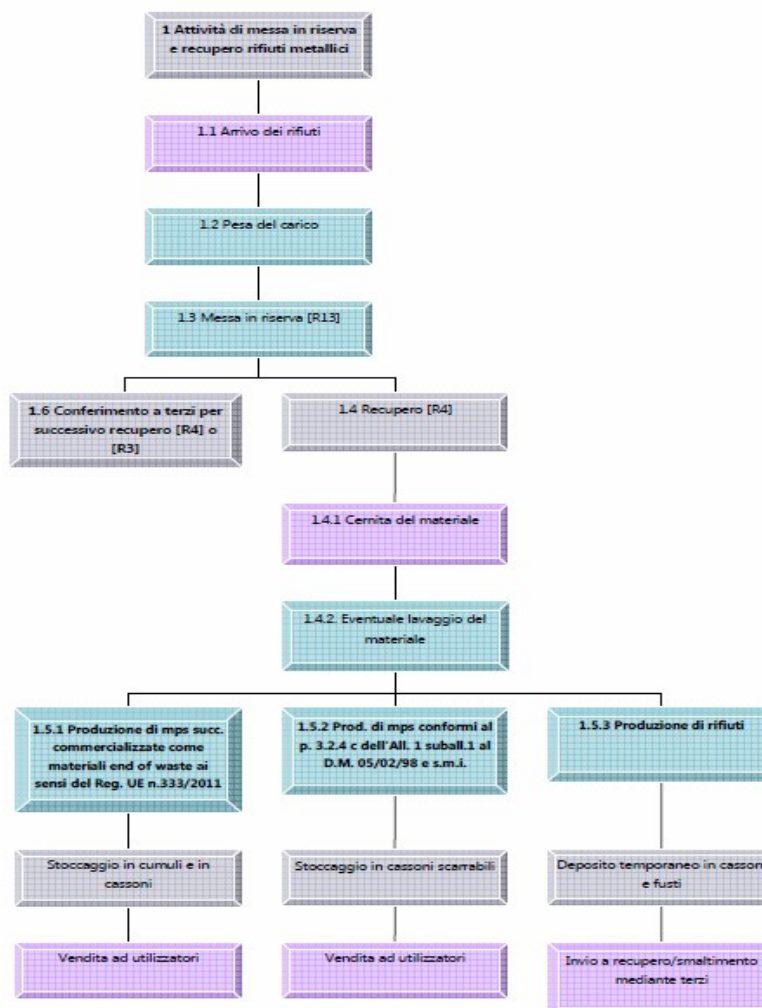 1 Attività di messa in riserva
e recupero rifiuti metallici
1.1 Arrivo dei rifiuti
1.2 Pesa del carico
1.3 Messa in riserva [R13]
1.6 Conferimento a terzi per
successivo recupero [R4] o
[R3]
1.4 Recupero [R4]
1.4.1 Cernita del materiale
1.4.2. Eventuale lavaggio del
materiale
1.5.1 Produzione di mps succ.
commercializzate come
materiali end of waste ai
sensi del Reg. UE n.333/2011
1.5.2 Prod. di mps conformi al
p. 3.2.4 c dell'All. 1 suball.1 al
D.M. 05/02/98 e s.m.i.
1.5.3 Produzione di rifiuti
Stoccaggio in cumuli e in
cassoni
Stoccaggio in cassoni scarrabili
Deposito temporaneo in casson
e fusti
Vendita ad utilizzatori
Vendita ad utilizzatori
Invio a recupero/smaltimento
mediante terzi